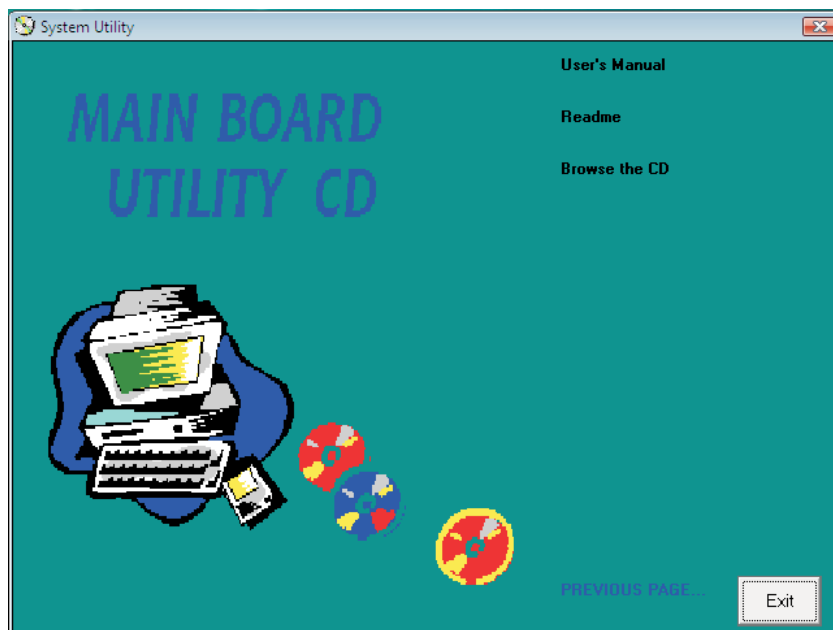 System Utility
MAIN BOARD
UTILITY CD
User's Manual
Readme
Browse the CD
PREVIOUS PAGE...
Exit